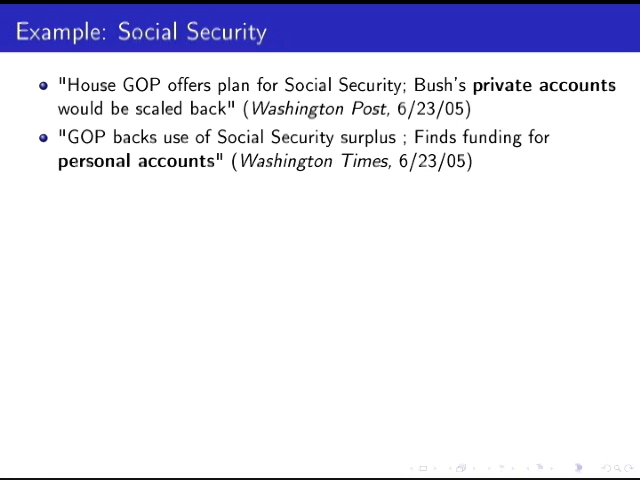 Example: Social Security
"House GOP offers plan for Social Security; Bush's private accounts
would be scaled back" (Washington Post, 6/23/05)
"GOP backs use of Social Security surplus ; Finds funding for
personal accounts" (Washington Times, 6/23/05)